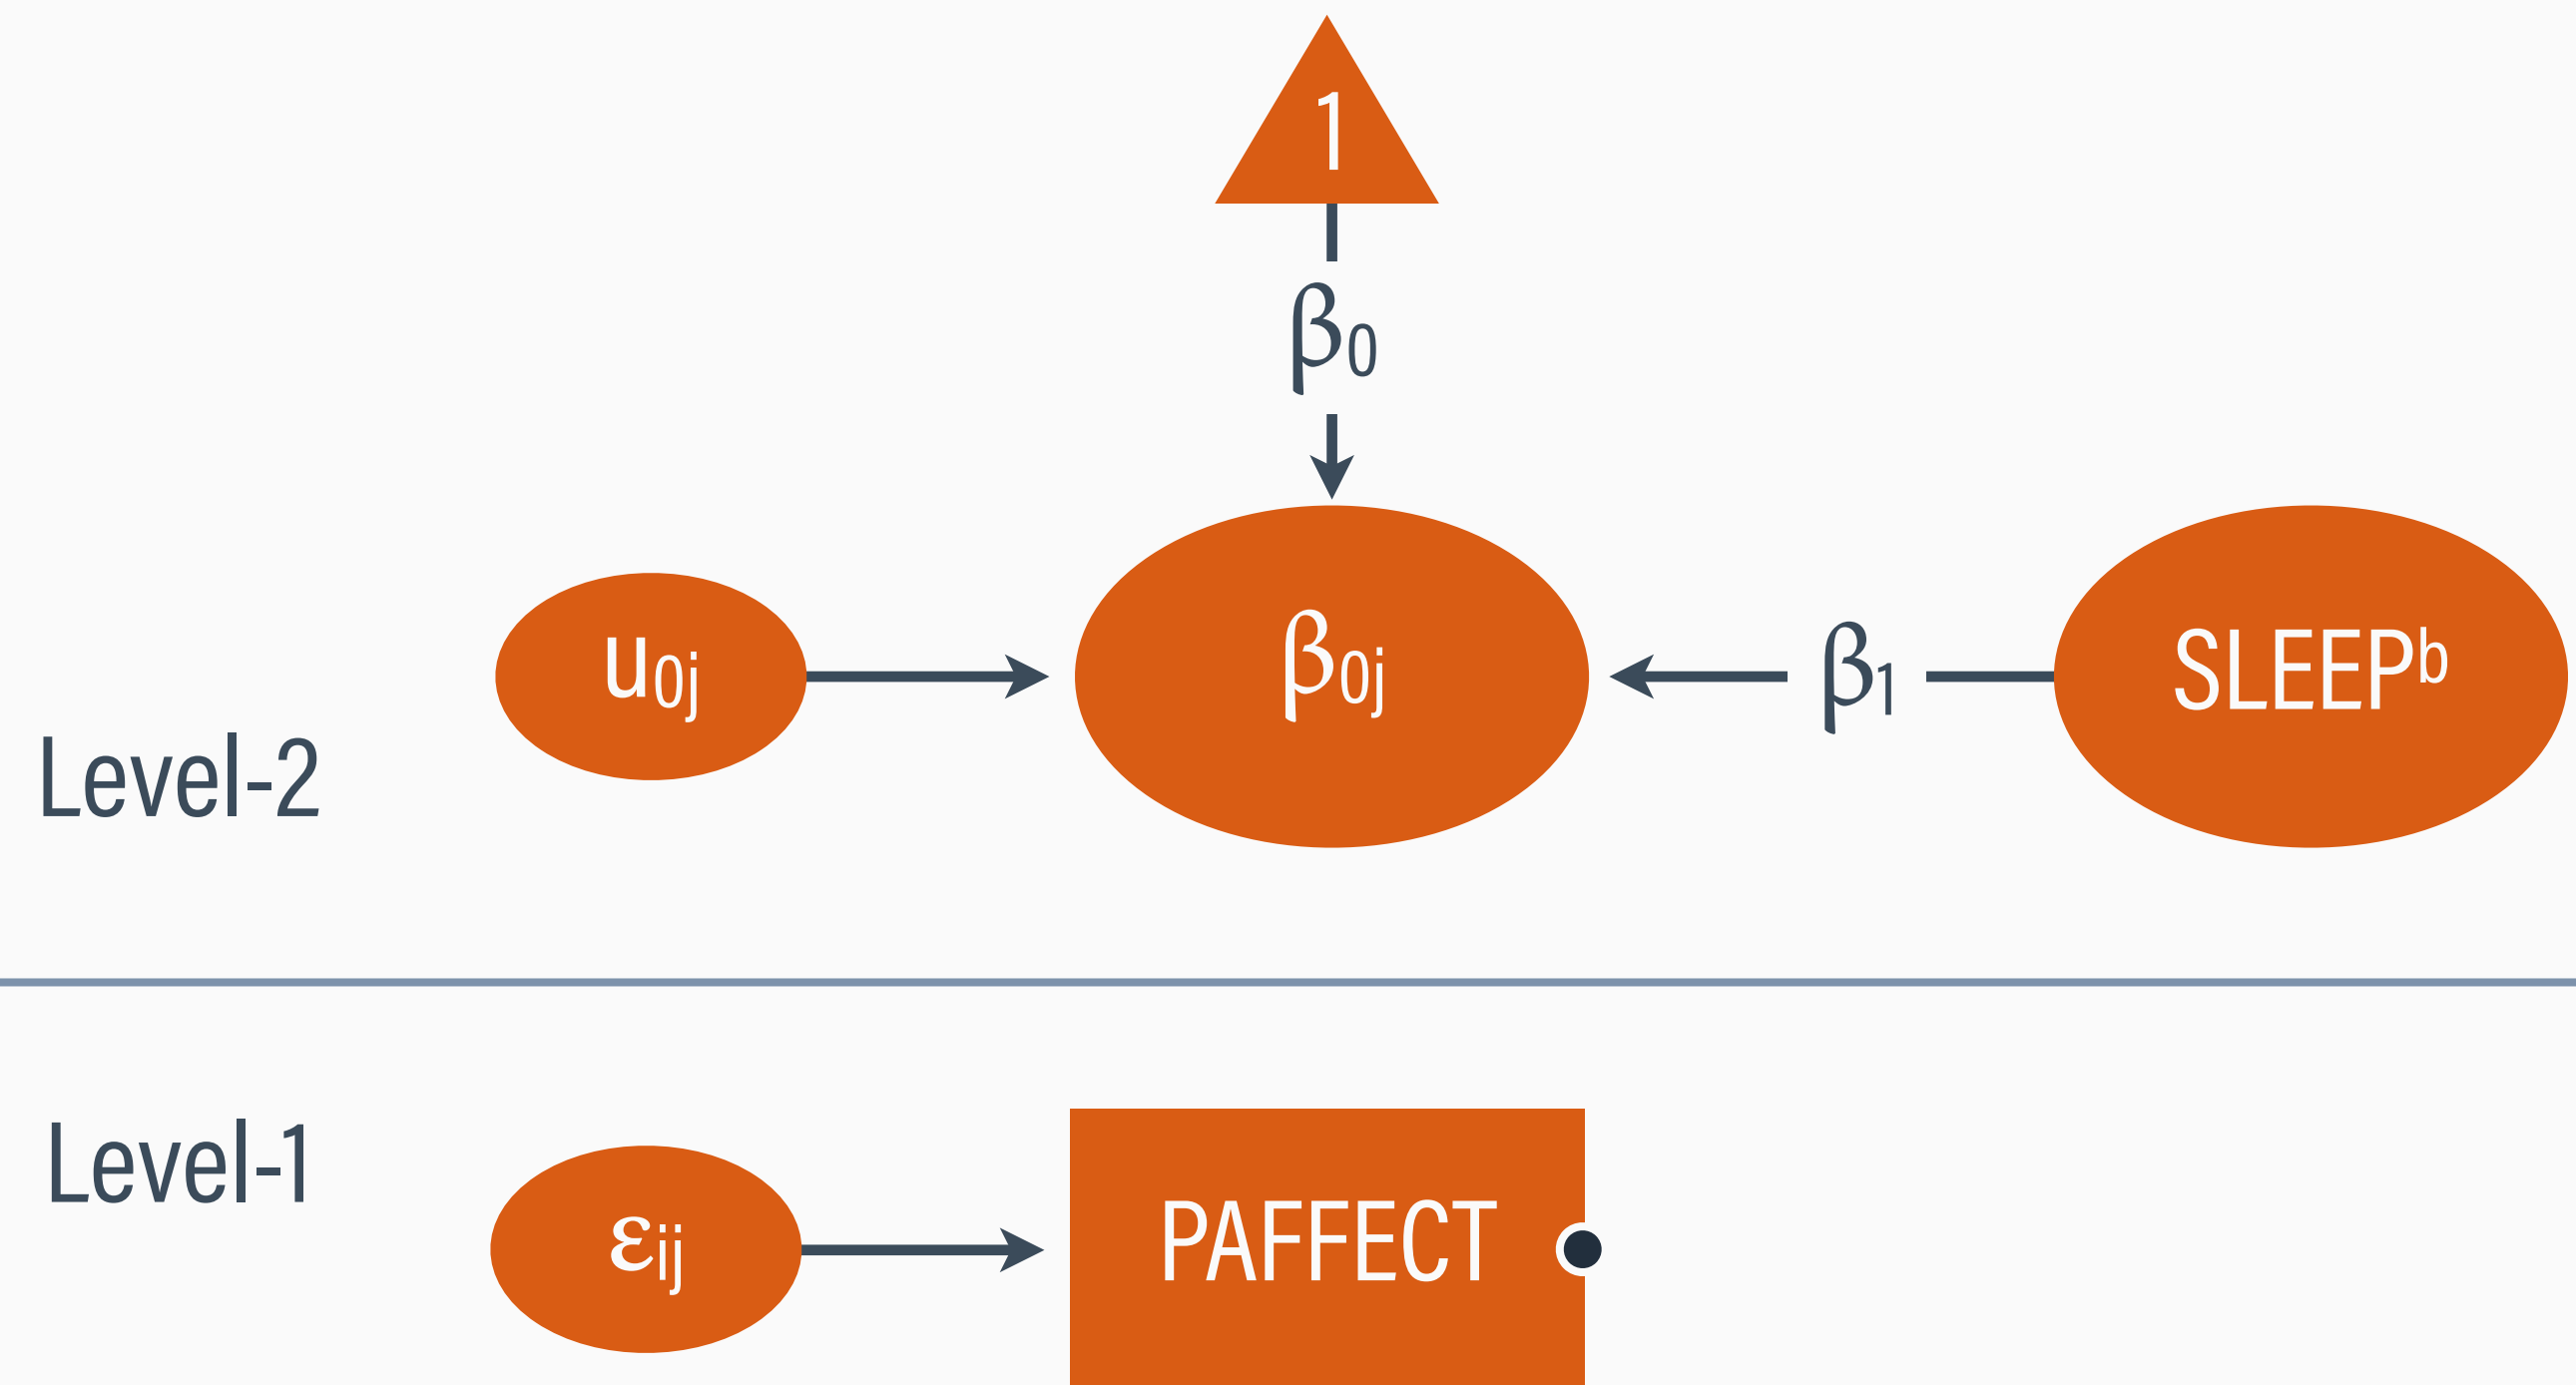 1
β₀
u₀ⱼ
β₀ⱼ
β₁
SLEEPᵇ
Level-2
Level-1
εᵢⱼ
PAFFECT